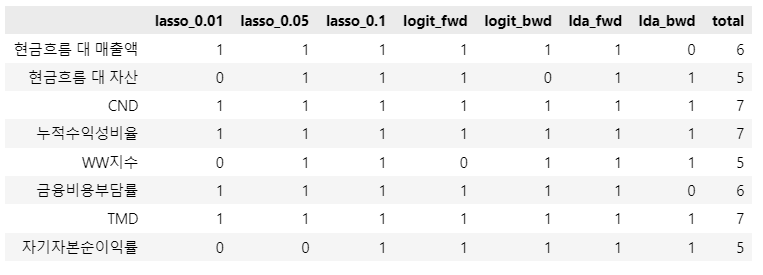 lasso_0.01 lasso_0.05 lasso_0.1 logit_fwd logit_bwd lda_fwd lda_bwd total
현금흐름 대 매출액 1 1 1 1 1 1 0 6
현금흐름 대 자산 0 1 1 1 0 1 1 5
CND 1 1 1 1 1 1 1 7
누적수익성비율 1 1 1 1 1 1 1 7
WW지수 0 1 1 0 1 1 1 5
금융비용부담률 1 1 1 1 1 1 0 6
TMD 1 1 1 1 1 1 1 7
자기자본순이익률 0 0 1 1 1 1 1 5